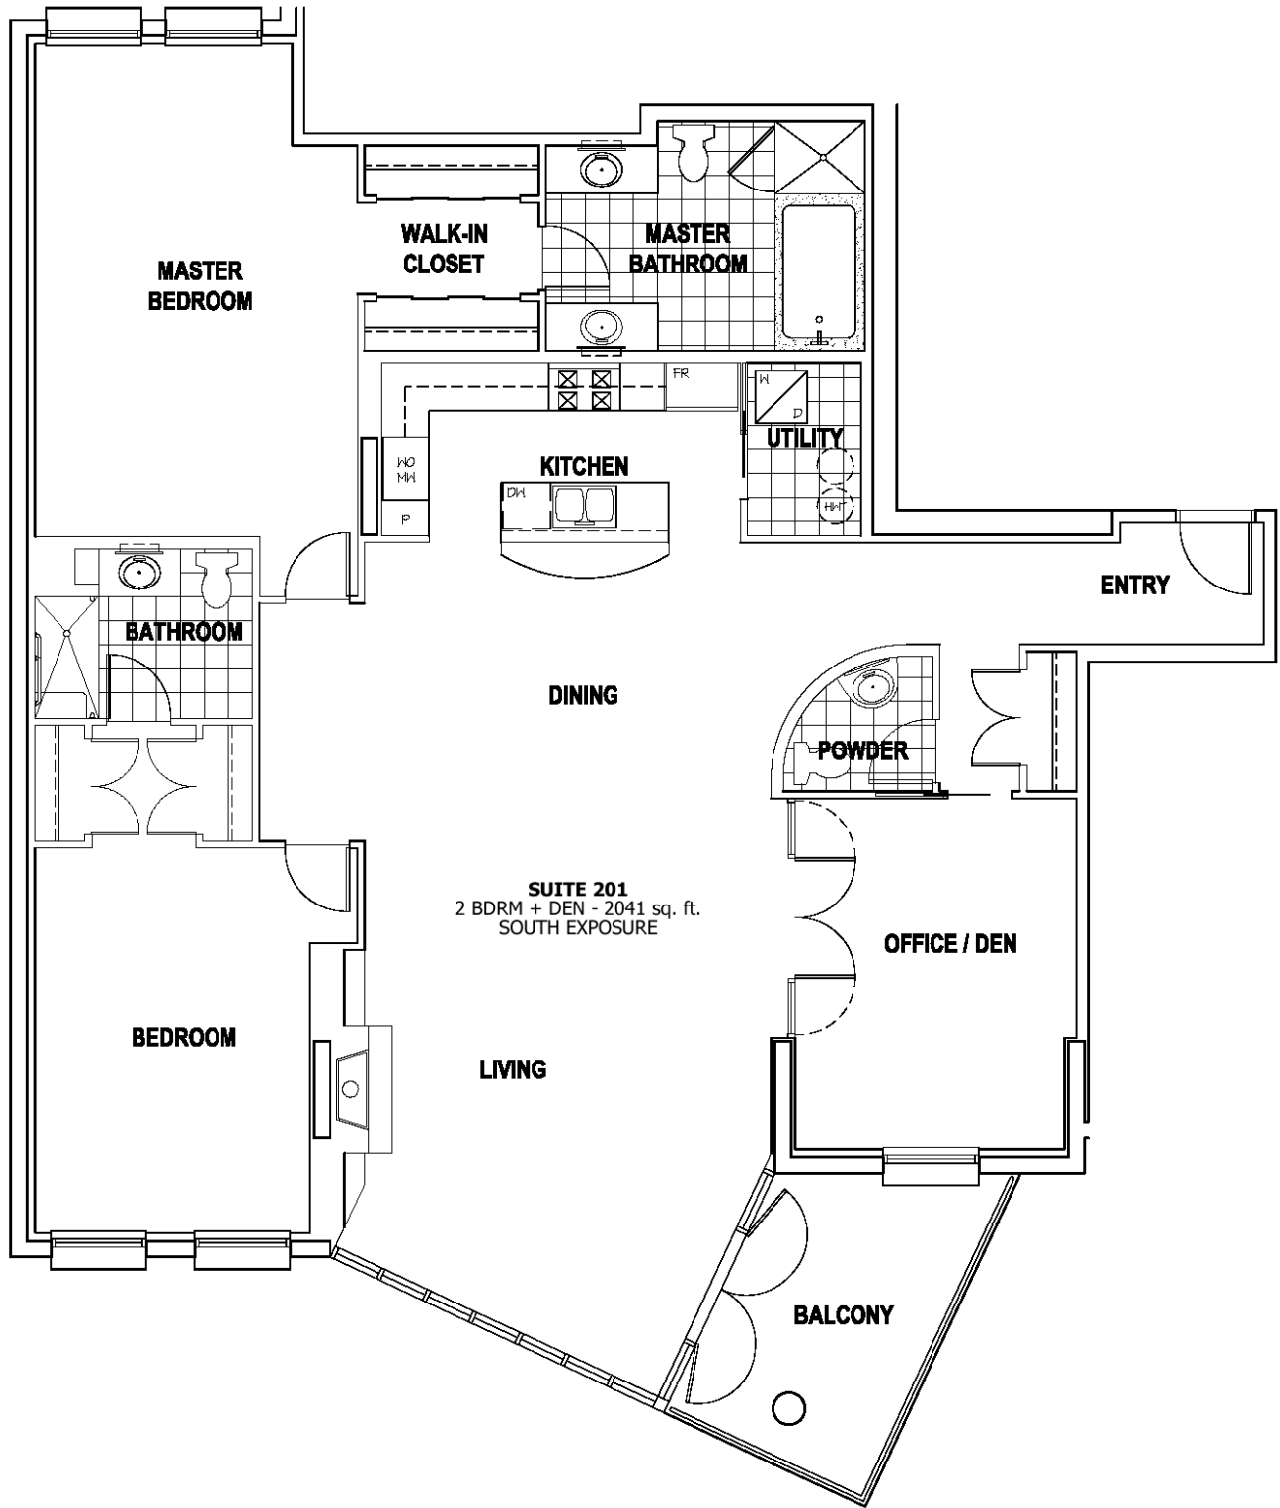 WALK-IN
CLOSET
MASTER
BATHROOM
MASTER
BEDROOM
FR
W
D
UTILITY
WO
MW
P
KITCHEN
DW
HWT
ENTRY
BATHROOM
DINING
POWDER
SUITE 201
2 BDRM + DEN - 2041 sq. ft.
SOUTH EXPOSURE
OFFICE / DEN
BEDROOM
LIVING
BALCONY